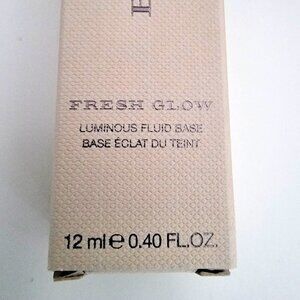 FRESH GLOW
LUMINOUS FLUID BASE
BASE ÉCLAT DU TEINT
12 ml e 0.40 FL.OZ.